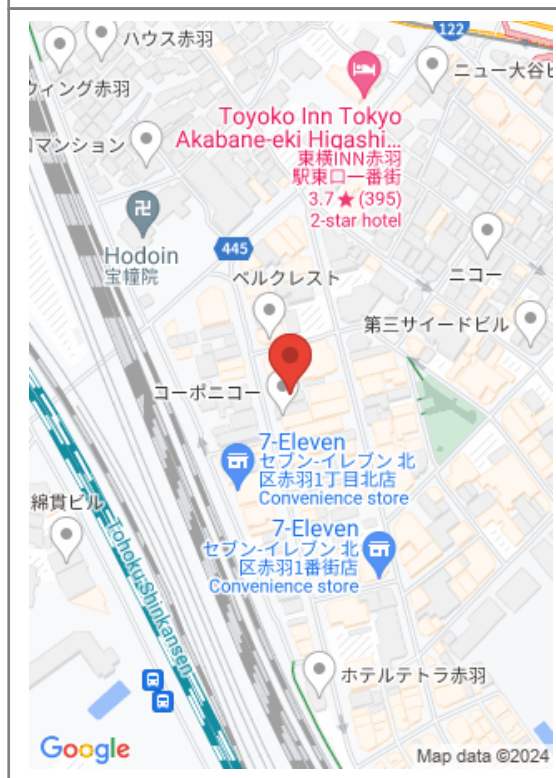 122
ハウス赤羽
ウィング赤羽
ニュー大谷ビ
Toyoko Inn Tokyo
Akabane-eki Higashi...
東横INN赤羽
駅東口一番街
3.7★ (395)
2-star hotel
マンション
Hodoin
宝幢院
445
ベルクレスト
ニコー
第三サイードビル
コーポニコー
7-Eleven
セブン-イレブン 北
区赤羽1丁目北店
Convenience store
綿貫ビル
7-Eleven
セブン-イレブン 北
区赤羽1番街店
Convenience store
Tohoku Shinkansen
ホテルテトラ赤羽
Google
Map data ©2024